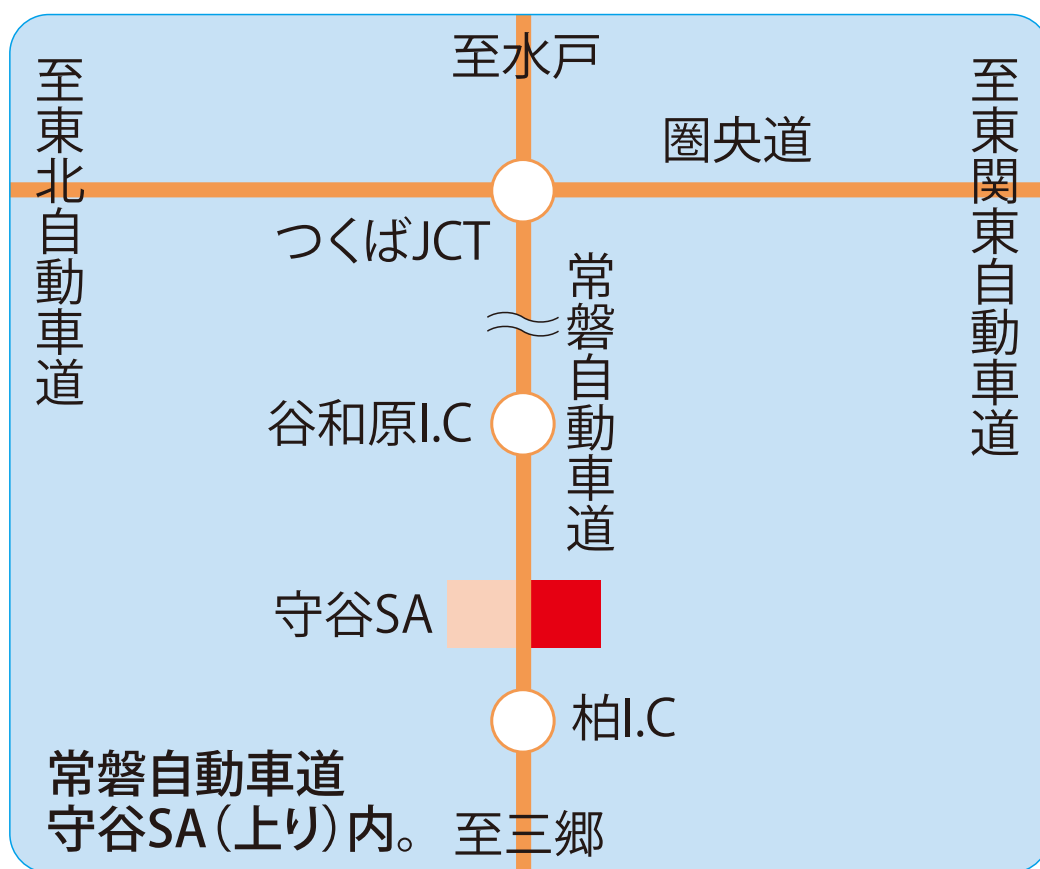 至水戸
至東北自動車道
至東関東自動車道
圏央道
つくばJCT
常磐自動車道
谷和原I.C
守谷SA
柏I.C
常磐自動車道
守谷SA（上り）内。
至三郷